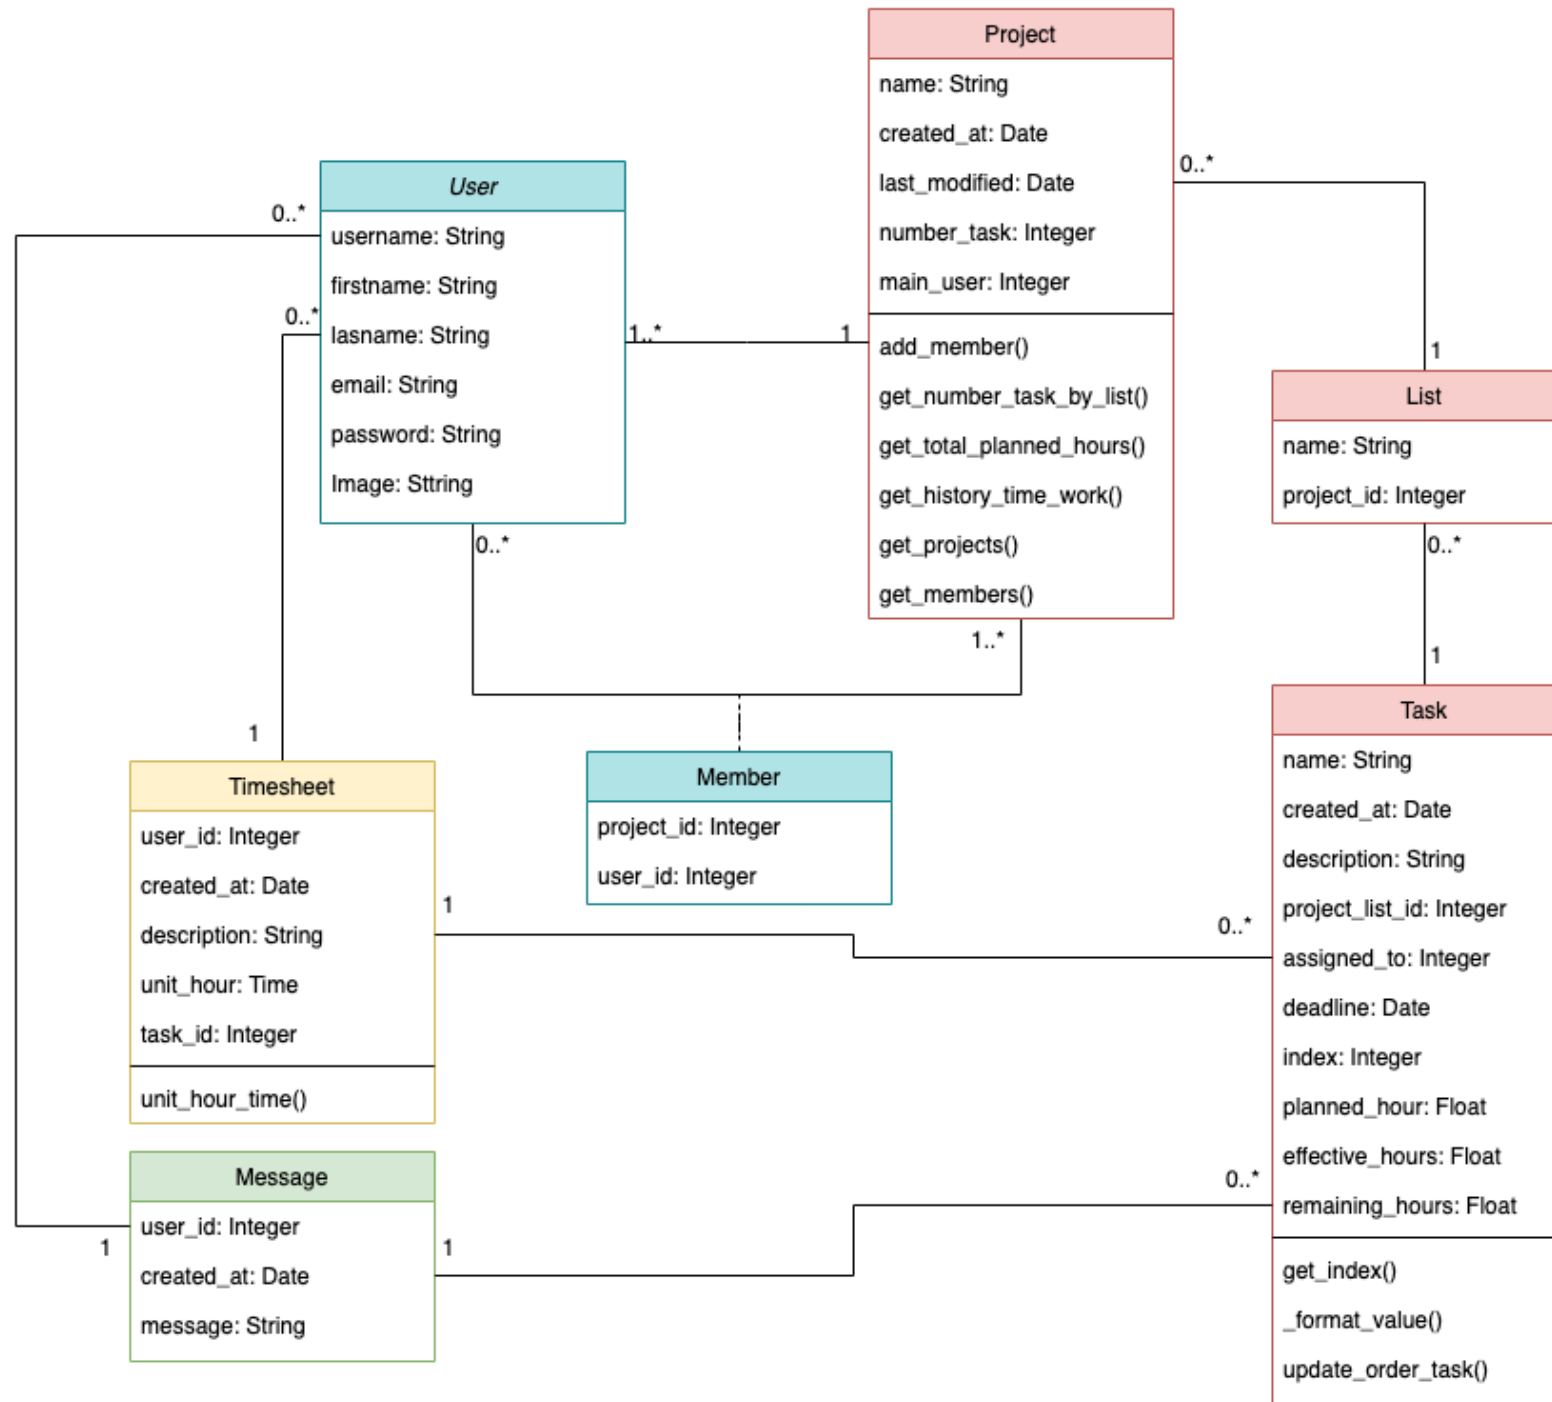 Project
name: String
created_at: Date
last_modified: Date
number_task: Integer
main_user: Integer
add_member()
get_number_task_by_list()
get_total_planned_hours()
get_history_time_work()
get_projects()
get_members()
0..*
1
1..*
1
1..*
User
username: String
firstname: String
lasname: String
email: String
password: String
Image: Sttring
0..*
0..*
0..*
List
name: String
project_id: Integer
0..*
1
Task
name: String
created_at: Date
description: String
project_list_id: Integer
assigned_to: Integer
deadline: Date
index: Integer
planned_hour: Float
effective_hours: Float
remaining_hours: Float
get_index()
_format_value()
update_order_task()
0..*
0..*
Member
project_id: Integer
user_id: Integer
1
Timesheet
user_id: Integer
created_at: Date
description: String
unit_hour: Time
task_id: Integer
unit_hour_time()
1
Message
user_id: Integer
created_at: Date
message: String
1
1